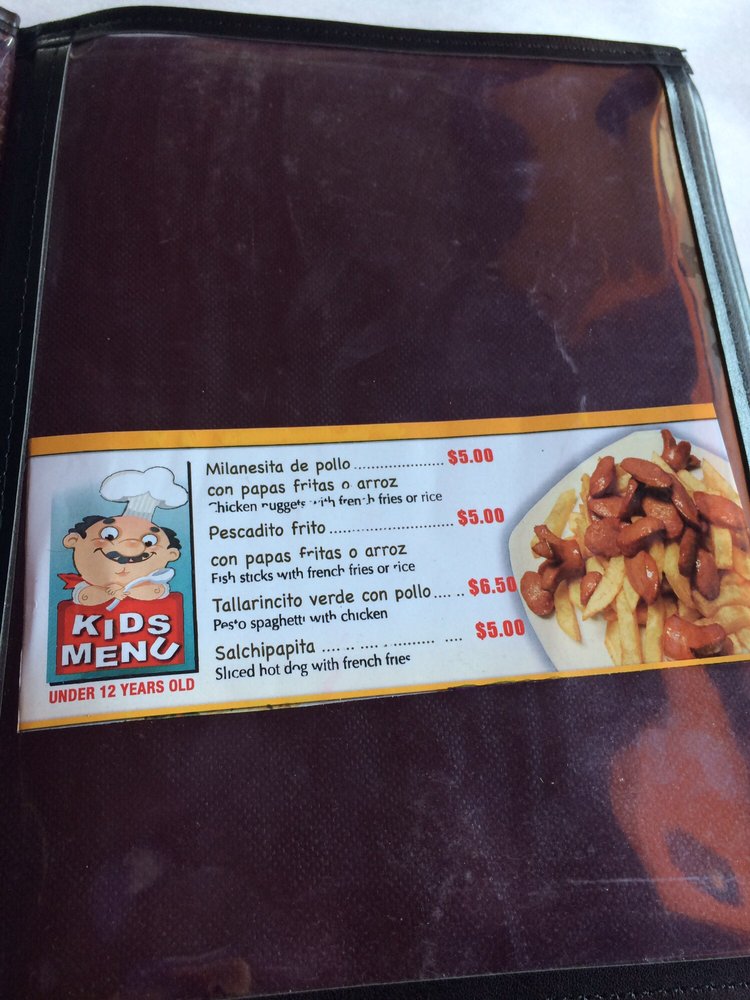 KIDS
MENU
UNDER 12 YEARS OLD
Milanesita de pollo .................... $5.00
con papas fritas o arroz
Chicken nuggets with french fries or rice
Pescadito frito ............................ $5.00
con papas fritas o arroz
Fish sticks with french fries or rice
Tallarincito verde con pollo .... .. $6.50
Pesto spaghetti with chicken
Salchipapita .... .. .. .... ......... .... $5.00
Sliced hot dog with french fries